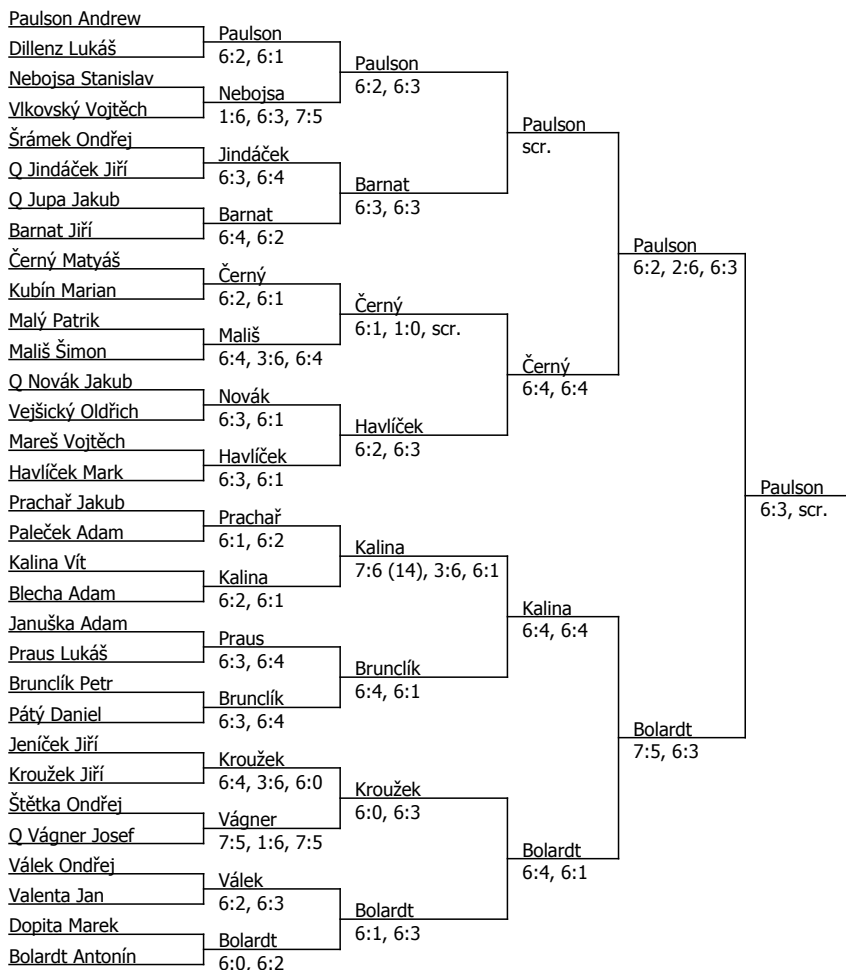 Paulson Andrew
Dillenz Lukáš
Nebojsa Stanislav
Vlkovský Vojtěch
Šrámek Ondřej
Q Jindáček Jiří
Q Jupa Jakub
Barnat Jiří
Černý Matyáš
Kubín Marian
Malý Patrik
Mališ Šimon
Q Novák Jakub
Vejšický Oldřich
Mareš Vojtěch
Havlíček Mark
Prachař Jakub
Paleček Adam
Kalina Vít
Blecha Adam
Januška Adam
Praus Lukáš
Brunclík Petr
Pátý Daniel
Jeníček Jiří
Kroužek Jiří
Štětka Ondřej
Q Vágner Josef
Válek Ondřej
Valenta Jan
Dopita Marek
Bolardt Antonín
Paulson
6:2, 6:1
Nebojsa
1:6, 6:3, 7:5
Jindáček
6:3, 6:4
Barnat
6:4, 6:2
Černý
6:2, 6:1
Mališ
6:4, 3:6, 6:4
Novák
6:3, 6:1
Havlíček
6:3, 6:1
Prachař
6:1, 6:2
Kalina
6:2, 6:1
Praus
6:3, 6:4
Brunclík
6:3, 6:4
Kroužek
6:4, 3:6, 6:0
Vágner
7:5, 1:6, 7:5
Válek
6:2, 6:3
Bolardt
6:0, 6:2
Paulson
6:2, 6:3
Barnat
6:3, 6:3
Černý
6:1, 1:0, scr.
Havlíček
6:2, 6:3
Kalina
7:6 (14), 3:6, 6:1
Brunclík
6:4, 6:1
Kroužek
6:0, 6:3
Bolardt
6:1, 6:3
Paulson
scr.
Černý
6:4, 6:4
Kalina
6:4, 6:4
Bolardt
6:4, 6:1
Paulson
6:2, 2:6, 6:3
Bolardt
7:5, 6:3
Paulson
6:3, scr.